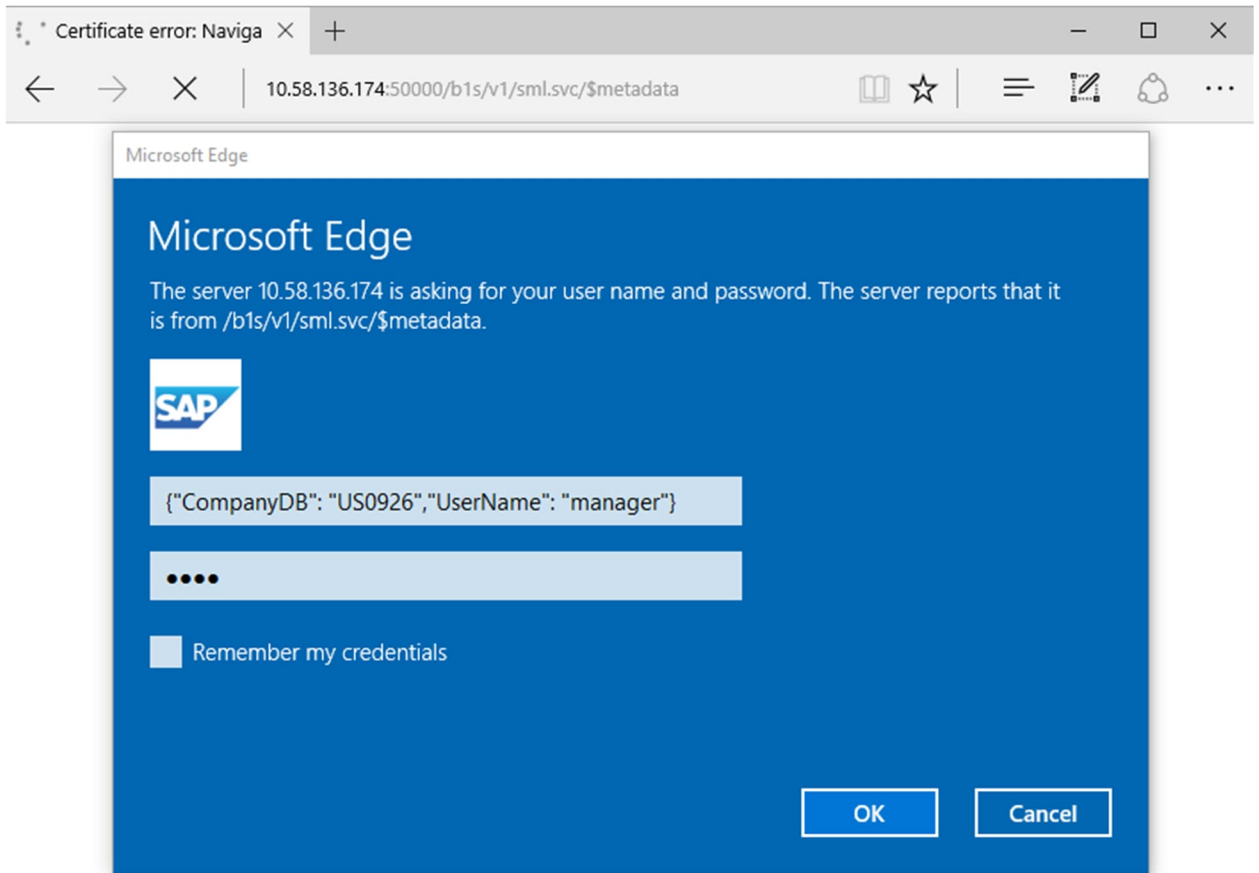 Certificate error: Naviga
10.58.136.174:50000/b1s/v1/sml.svc/$metadata
Microsoft Edge
Microsoft Edge
The server 10.58.136.174 is asking for your user name and password. The server reports that it
is from /b1s/v1/sml.svc/$metadata.
SAP
{"CompanyDB": "US0926","UserName": "manager"}
••••
Remember my credentials
OK
Cancel